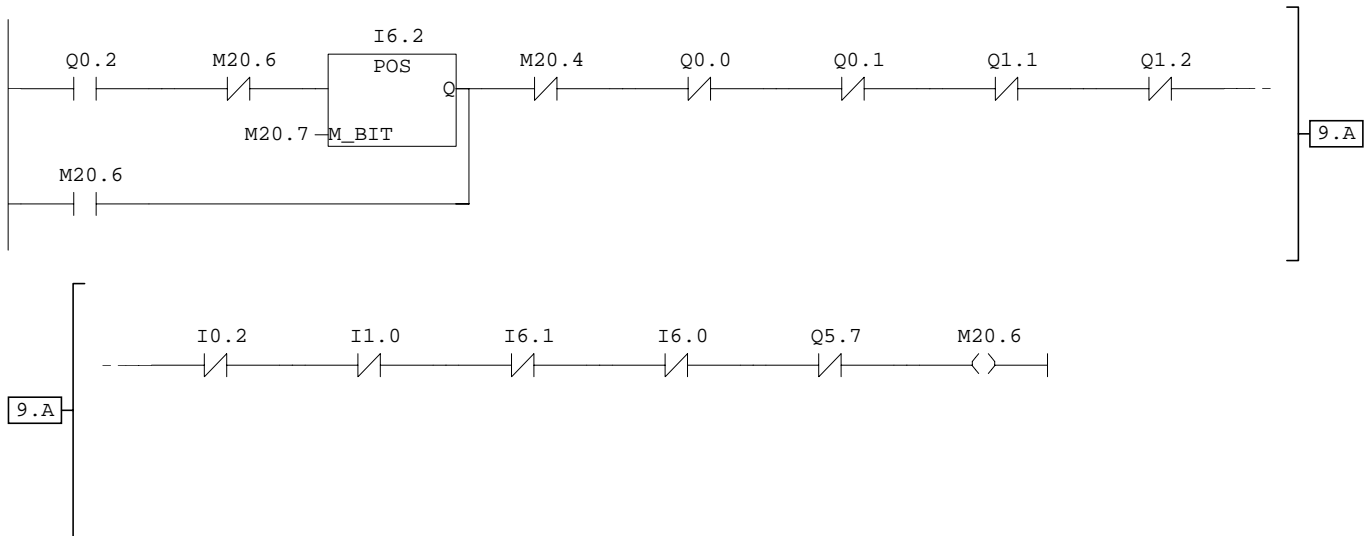 I6.2
Q0.2 M20.6 POS M20.4 Q0.0 Q0.1 Q1.1 Q1.2
Q
M20.7 M_BIT
9.A
M20.6
I0.2 I1.0 I6.1 I6.0 Q5.7 M20.6
9.A